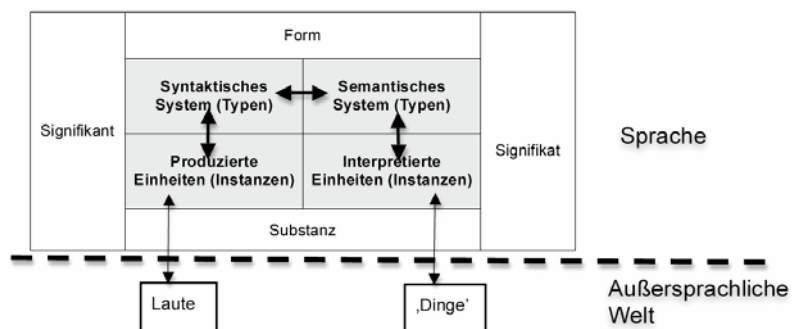 Form
Syntaktisches
System (Typen)
Semantisches
System (Typen)
Signifikant
Signifikat
Sprache
Produzierte
Einheiten (Instanzen)
Interpretierte
Einheiten (Instanzen)
Substanz
Laute
‚Dinge’
Außersprachliche
Welt